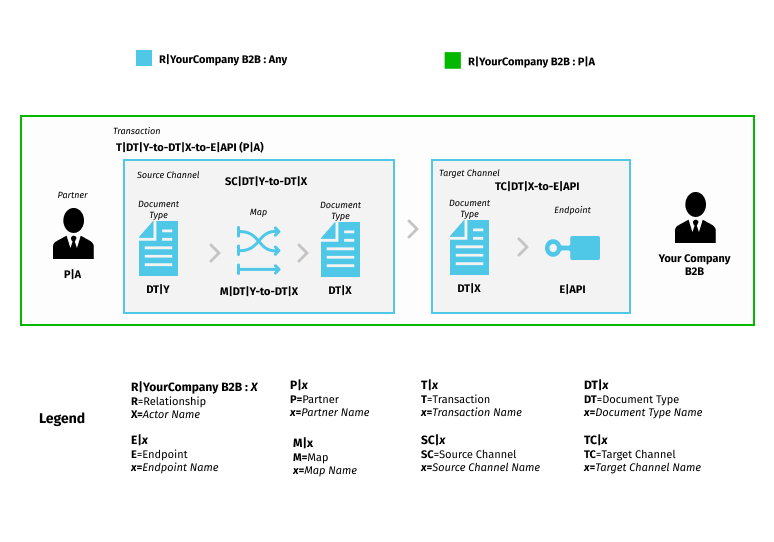 R|YourCompany B2B : Any
R|YourCompany B2B : P|A
Transaction
T|DT|Y-to-DT|X-to-E|API (P|A)
Partner
P|A
Source Channel
SC|DT|Y-to-DT|X
Document
Type
DT|Y
Map
M|DT|Y-to-DT|X
Document
Type
DT|X
Target Channel
TC|DT|X-to-E|API
Document
Type
DT|X
Endpoint
E|API
Your Company
B2B
Legend
R|YourCompany B2B : X
R=Relationship
X=Actor Name
P|x
P=Partner
x=Partner Name
T|x
T=Transaction
x=Transaction Name
DT|x
DT=Document Type
x=Document Type Name
E|x
E=Endpoint
x=Endpoint Name
M|x
M=Map
x=Map Name
SC|x
SC=Source Channel
x=Source Channel Name
TC|x
TC=Target Channel
x=Target Channel Name